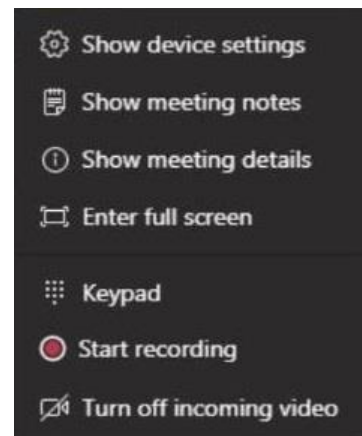 Show device settings
Show meeting notes
Show meeting details
Enter full screen
Keypad
Start recording
Turn off incoming video